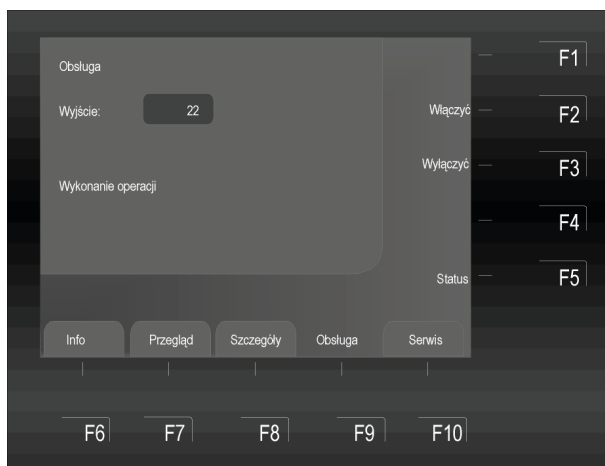 Obsługa
Wyjście: 22
Wykonanie operacji
Włączyć
Wyłączyć
Status
Info Przegląd Szczegóły Obsługa Serwis
F1
F2
F3
F4
F5
F6 F7 F8 F9 F10